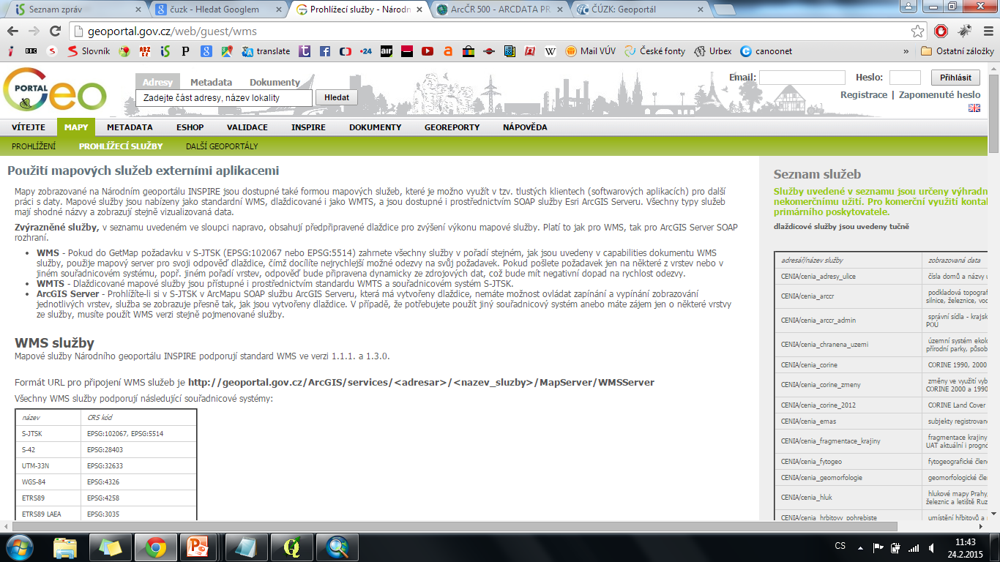 Seznam zpráv
čuzk - Hledat Googlem
Prohlížecí služby - Národn
ArcČR 500 - ARCDATA PR
ČÚZK: Geoportál
geoportal.gov.cz/web/guest/wms
Slovník
translate
Mail VÚV
České fonty
Urbex
canoonet
»
Ostatní záložky
PORTAL
Geo
Adresy Metadata Dokumenty
Zadejte část adresy, název lokality
Hledat
Email: Heslo: Přihlásit
Registrace | Zapomenuté heslo
VÍTEJTE MAPY METADATA ESHOP VALIDACE INSPIRE DOKUMENTY GEOREPORTY NÁPOVĚDA
PROHLÍŽENÍ PROHLÍŽECÍ SLUŽBY DALŠÍ GEOPORTÁLY
Použití mapových služeb externími aplikacemi
Mapy zobrazované na Národním geoportálu INSPIRE jsou dostupné také formou mapových služeb, které je možno využít v tzv. tlustých klientech (softwarových aplikacích) pro další
práci s daty. Mapové služby jsou nabízeny jako standardní WMS, dlaždicované i jako WMTS, a jsou dostupné i prostřednictvím SOAP služby Esri ArcGIS Serveru. Všechny typy služeb
mají shodné názvy a zobrazují stejně vizualizovaná data.
Zvýrazněné služby, v seznamu uvedeném ve sloupci napravo, obsahují předpřipravené dlaždice pro zvýšení výkonu mapové služby. Platí to jak pro WMS, tak pro ArcGIS Server SOAP
rozhraní.
• WMS - Pokud do GetMap požadavku v S-JTSK (EPSG:102067 nebo EPSG:5514) zahrnete všechny služby v pořadí stejném, jak jsou uvedeny v capabilities dokumentu WMS
služby, použije mapový server pro svoji odpověď dlaždice, čímž docílíte nejrychlejší možné odezvy na svůj požadavek. Pokud pošlete požadavek jen na některé z vrstev nebo v
jiném souřadnicovém systému, popř. jiném pořadí vrstev, odpověď bude připravena dynamicky ze zdrojových dat, což bude mít negativní dopad na rychlost odezvy.
• WMTS - Dlaždicované mapové služby jsou přístupné i prostřednictvím standardu WMTS a souřadnicovém systém S-JTSK.
• ArcGIS Server - Prohlížíte-li si v S-JTSK v ArcMapu SOAP službu ArcGIS Serveru, která má vytvořeny dlaždice, nemáte možnost ovládat zapínání a vypínání zobrazování
jednotlivých vrstev, služba se zobrazuje přesně tak, jak jsou vytvořeny dlaždice. V případě, že potřebujete použít jiný souřadnicový systém anebo máte zájem jen o některé vrstvy
ze služby, musíte použít WMS verzi stejně pojmenované služby.
WMS služby
Mapové služby Národního geoportálu INSPIRE podporují standard WMS ve verzi 1.1.1. a 1.3.0.
Formát URL pro připojení WMS služeb je http://geoportal.gov.cz/ArcGIS/services/<adresar>/<nazev_sluzby>/MapServer/WMSServer
Všechny WMS služby podporují následující souřadnicové systémy:
název CRS kód
S-JTSK EPSG:102067, EPSG:5514
S-42 EPSG:28403
UTM-33N EPSG:32633
WGS-84 EPSG:4326
ETRS89 EPSG:4258
ETRS89 LAEA EPSG:3035
Seznam služeb
Služby uvedené v seznamu jsou určeny výhradn
nekomerčnímu užití. Pro komerční využití kontal
primárního poskytovatele.
dlaždicové služby jsou uvedeny tučně
adresář/název služby zobrazovaná data
CENIA/cenia_adresy_ulice čísla domů a názvy u
CENIA/cenia_arccr podkladová topograf
silnice, železnice, vod
CENIA/cenia_arccr_admin správní sídla - krajsk
POÚ
CENIA/cenia_chranena_uzemi územní systém ekol
přírodní parky, působ
CENIA/cenia_corine CORINE 1990, 2000
CENIA/cenia_corine_zmeny změny ve využití vyb
CORINE 2000 a 1990
CENIA/cenia_corine_2012 CORINE Land Cover
CENIA/cenia_emas subjekty registrovan
CENIA/cenia_fragmentace_krajiny fragmentace krajiny
UAT aktuální i progno
CENIA/cenia_fytogeo fytogeografické člene
CENIA/cenia_geomorfologie geomorfologické čle
CENIA/cenia_hluk hlukové mapy Prahy,
železnic a letiště Ruz
CENIA/cenia_hrbitovy_pohrebiste umístění hřbitovů a
CS
11:43
24.2.2015